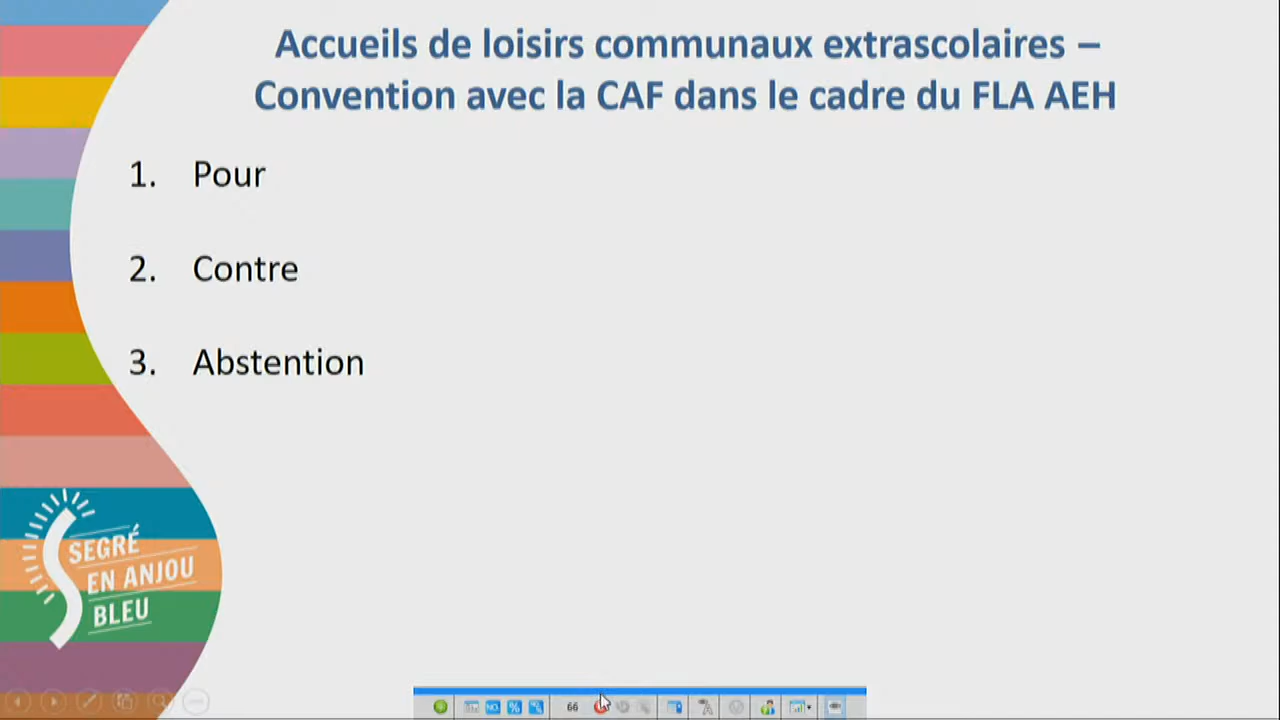 Accueils de loisirs communaux extrascolaires –
Convention avec la CAF dans le cadre du FLA AEH
1. Pour
2. Contre
3. Abstention
SEGRÉ
EN ANJOU
BLEU
66